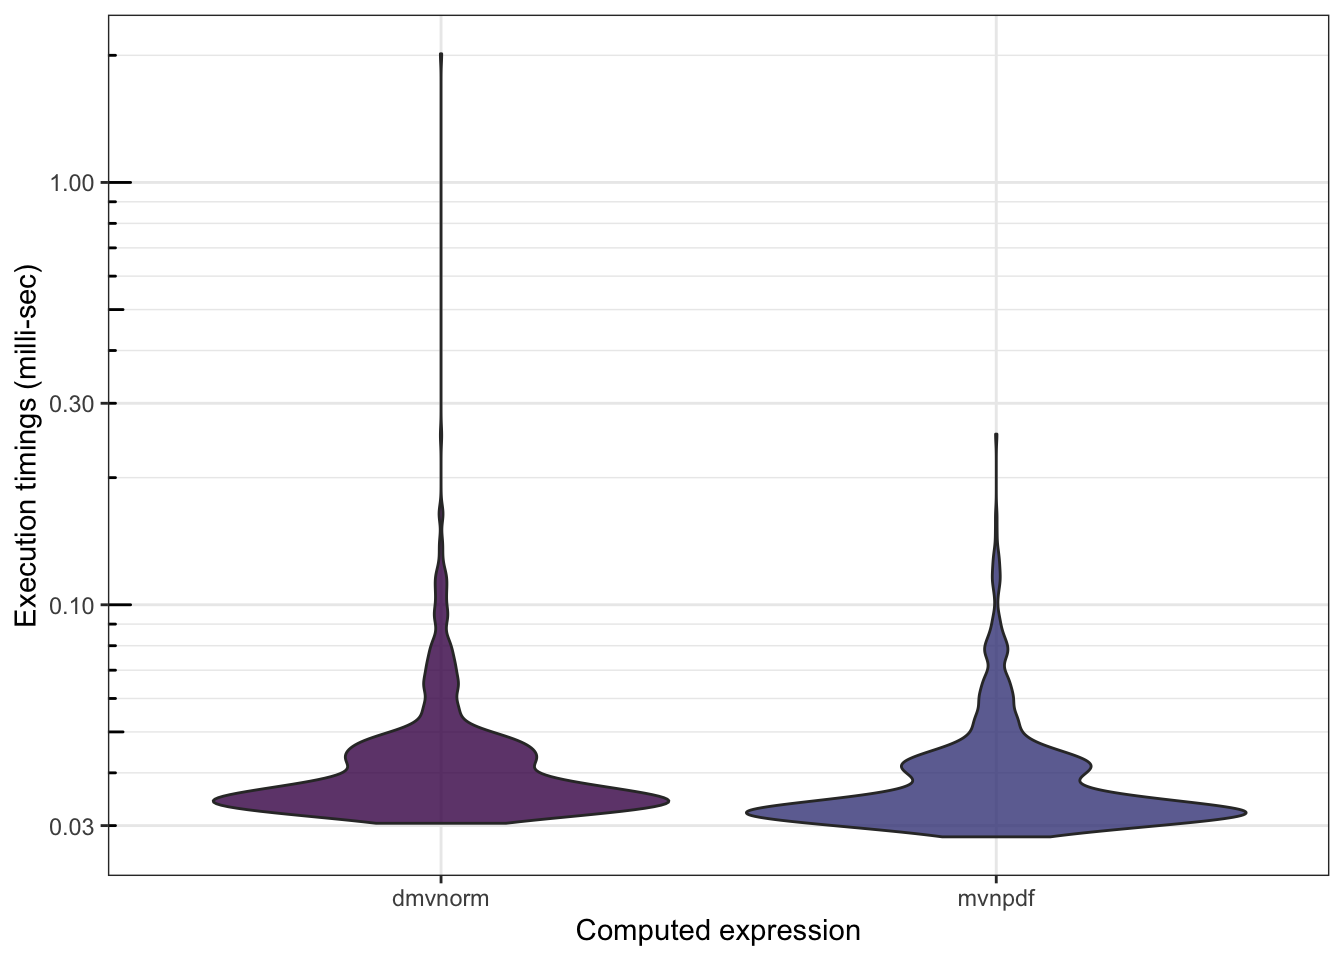 Execution timings (milli-sec)
1.00
0.30
0.10
0.03
dmvnorm
mvnpdf
Computed expression